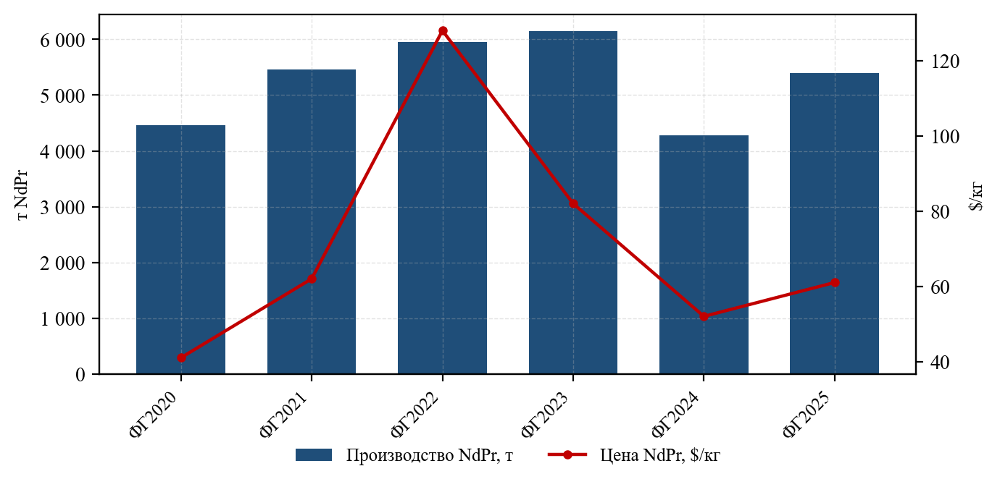 6 000
5 000
4 000
3 000
2 000
1 000
0
т NdPr
120
100
80
60
40
$/кг
ФГ2020
ФГ2021
ФГ2022
ФГ2023
ФГ2024
ФГ2025
Производство NdPr, т
Цена NdPr, $/кг